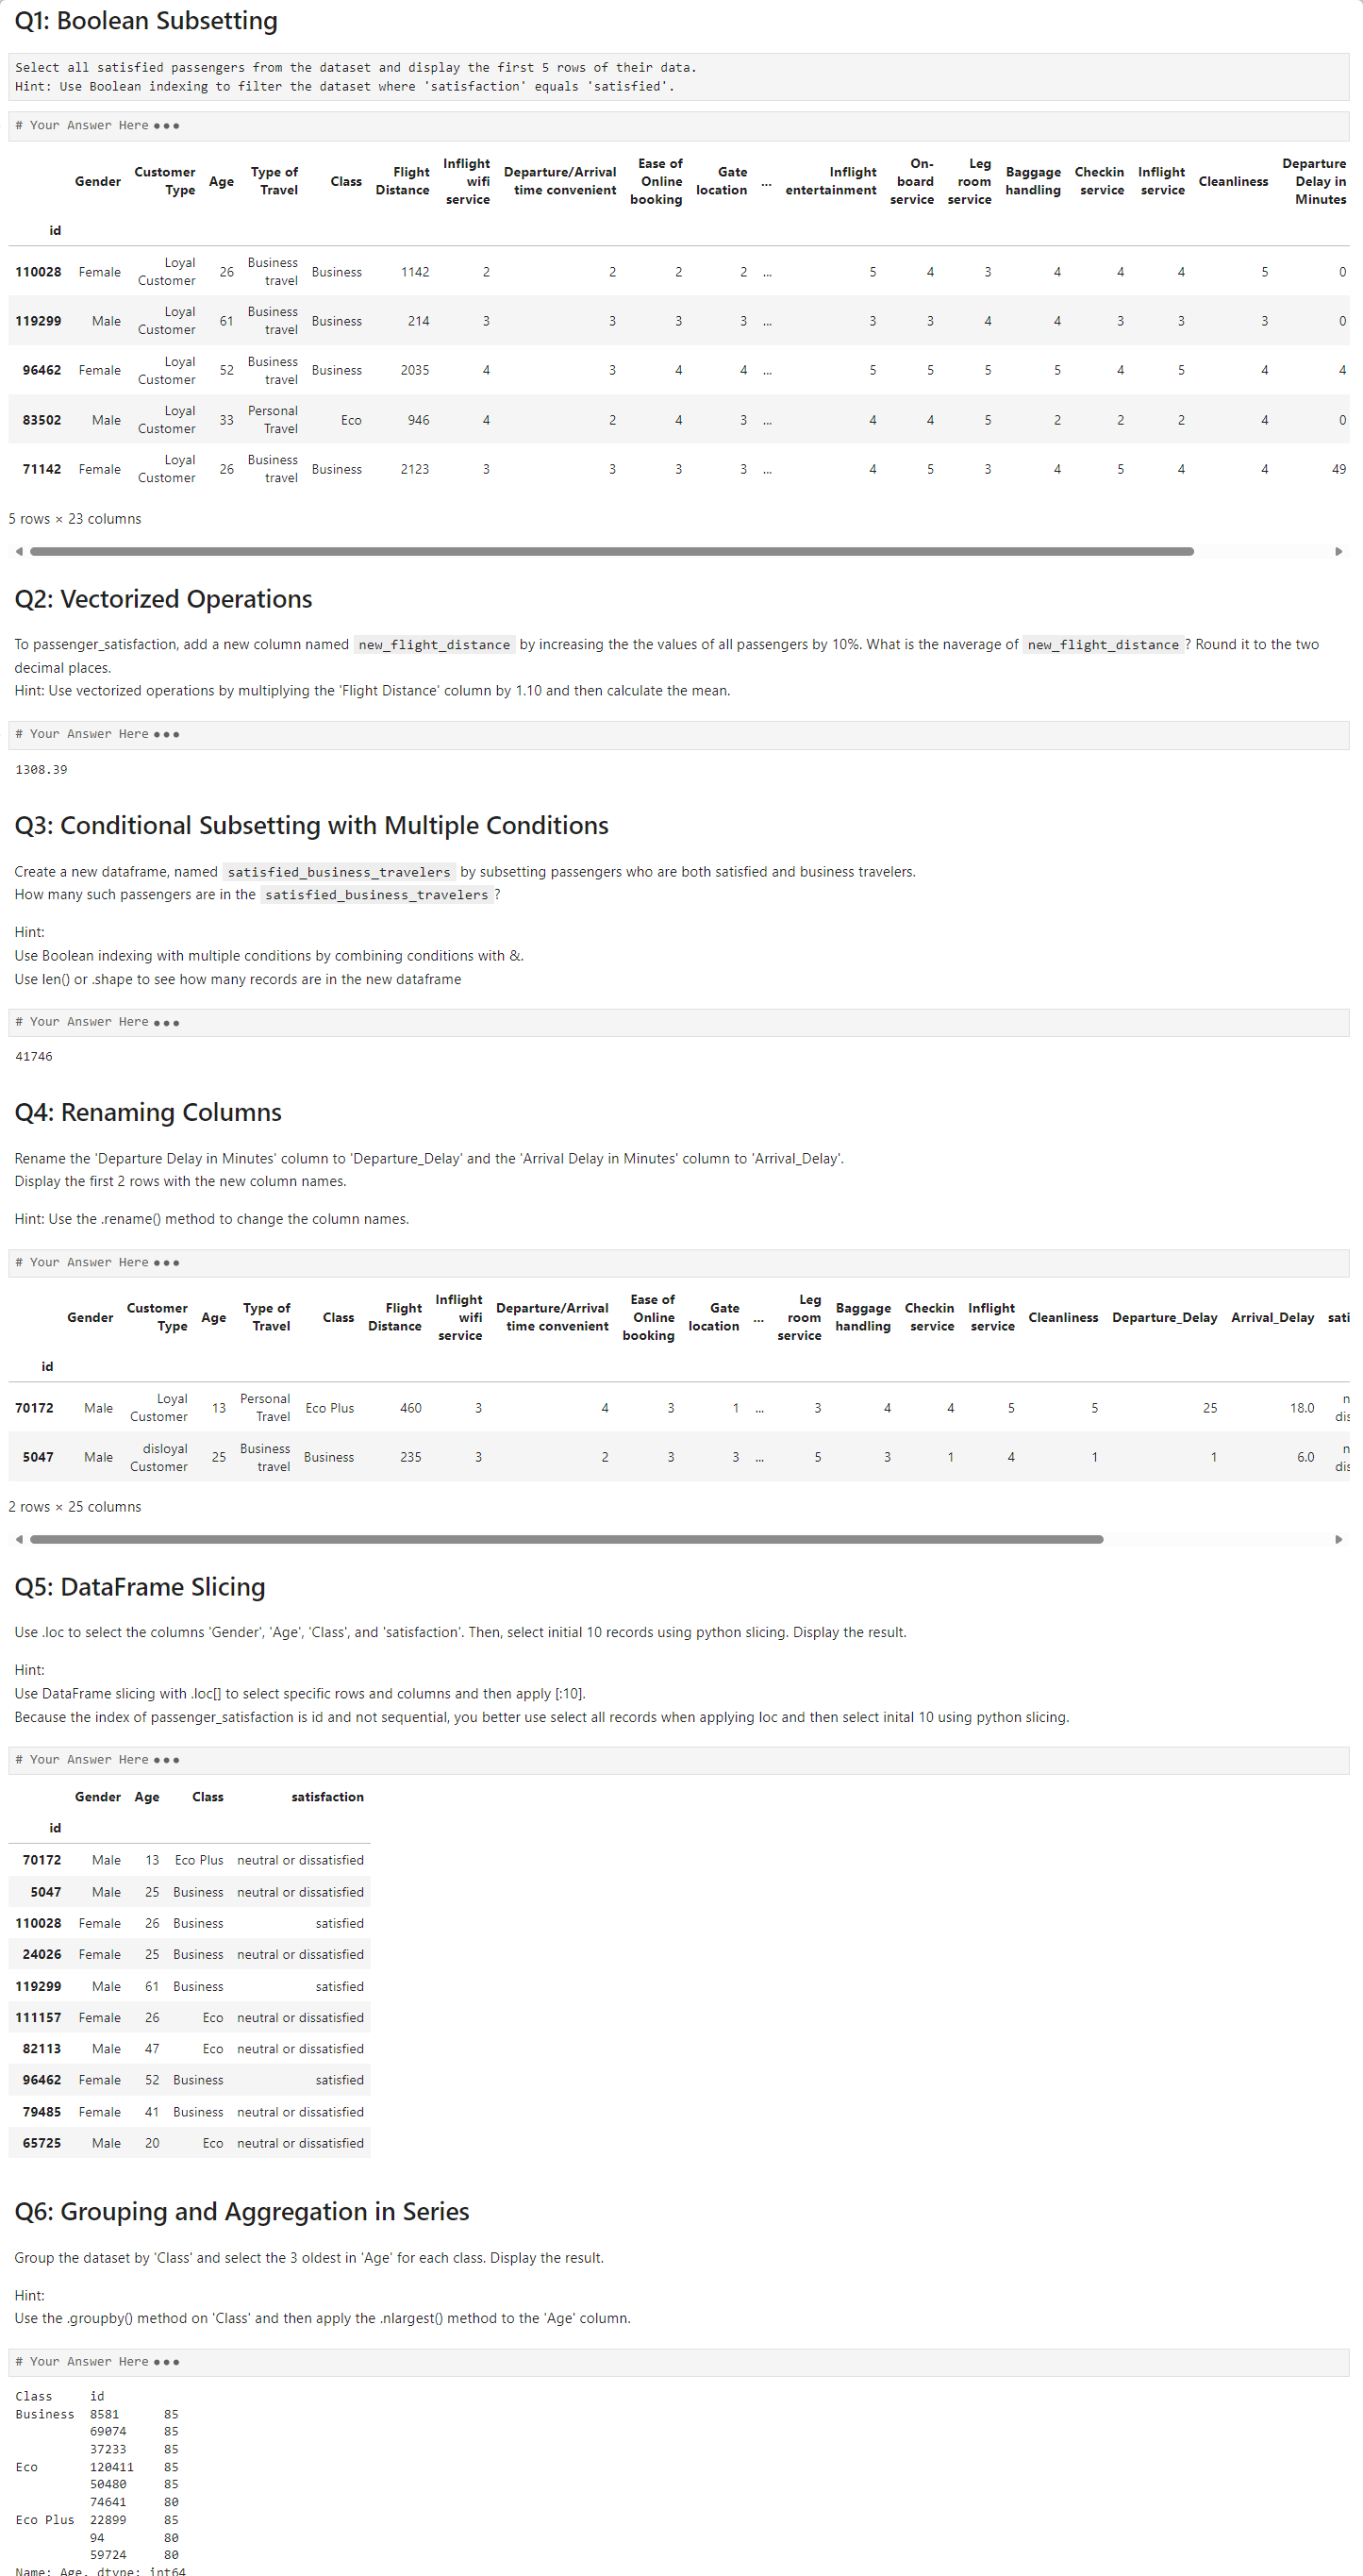 Q1: Boolean Subsetting
Select all satisfied passengers from the dataset and display the first 5 rows of their data.
Hint: Use Boolean indexing to filter the dataset where 'satisfaction' equals 'satisfied'.
# Your Answer Here •••
Gender Customer Type Age Type of Travel Class Flight Distance Inflight wifi service Departure/Arrival time convenient Ease of Online booking Gate location ... Inflight entertainment On-board service Leg room service Baggage handling Checkin service Inflight service Cleanliness Departure Delay in Minutes
id
110028 Female Loyal Customer 26 Business travel Business 1142 2 2 2 2 ... 5 4 3 4 4 4 5 0
119299 Male Loyal Customer 61 Business travel Business 214 3 3 3 3 ... 3 3 4 4 3 3 3 0
96462 Female Loyal Customer 52 Business travel Business 2035 4 3 4 4 ... 5 5 5 5 4 5 4 4
83502 Male Loyal Customer 33 Personal Travel Eco 946 4 2 4 3 ... 4 4 5 2 2 2 4 0
71142 Female Loyal Customer 26 Business travel Business 2123 3 3 3 3 ... 4 5 3 4 5 4 4 49
5 rows × 23 columns
Q2: Vectorized Operations
To passenger_satisfaction, add a new column named new_flight_distance by increasing the the values of all passengers by 10%. What is the naverage of new_flight_distance? Round it to the two
decimal places.
Hint: Use vectorized operations by multiplying the 'Flight Distance' column by 1.10 and then calculate the mean.
# Your Answer Here •••
1308.39
Q3: Conditional Subsetting with Multiple Conditions
Create a new dataframe, named satisfied_business_travelers by subsetting passengers who are both satisfied and business travelers.
How many such passengers are in the satisfied_business_travelers?
Hint:
Use Boolean indexing with multiple conditions by combining conditions with &.
Use len() or .shape to see how many records are in the new dataframe
# Your Answer Here •••
41746
Q4: Renaming Columns
Rename the 'Departure Delay in Minutes' column to 'Departure_Delay' and the 'Arrival Delay in Minutes' column to 'Arrival_Delay'.
Display the first 2 rows with the new column names.
Hint: Use the .rename() method to change the column names.
# Your Answer Here •••
Gender Customer Type Age Type of Travel Class Flight Distance Inflight wifi service Departure/Arrival time convenient Ease of Online booking Gate location ... Leg room service Baggage handling Checkin service Inflight service Cleanliness Departure_Delay Arrival_Delay sati
id
70172 Male Loyal Customer 13 Personal Travel Eco Plus 460 3 4 3 1 ... 3 4 4 5 5 25 18.0 n dis
5047 Male disloyal Customer 25 Business travel Business 235 3 2 3 3 ... 5 3 1 4 1 1 6.0 n dis
2 rows × 25 columns
Q5: DataFrame Slicing
Use .loc to select the columns 'Gender', 'Age', 'Class', and 'satisfaction'. Then, select initial 10 records using python slicing. Display the result.
Hint:
Use DataFrame slicing with .loc[] to select specific rows and columns and then apply [:10].
Because the index of passenger_satisfaction is id and not sequential, you better use select all records when applying loc and then select inital 10 using python slicing.
# Your Answer Here •••
Gender Age Class satisfaction
id
70172 Male 13 Eco Plus neutral or dissatisfied
5047 Male 25 Business neutral or dissatisfied
110028 Female 26 Business satisfied
24026 Female 25 Business neutral or dissatisfied
119299 Male 61 Business satisfied
111157 Female 26 Eco neutral or dissatisfied
82113 Male 47 Eco neutral or dissatisfied
96462 Female 52 Business satisfied
79485 Female 41 Business neutral or dissatisfied
65725 Male 20 Eco neutral or dissatisfied
Q6: Grouping and Aggregation in Series
Group the dataset by 'Class' and select the 3 oldest in 'Age' for each class. Display the result.
Hint:
Use the .groupby() method on 'Class' and then apply the .nlargest() method to the 'Age' column.
# Your Answer Here •••
Class id
Business 8581 85
69074 85
37233 85
Eco 120411 85
50480 85
74641 80
Eco Plus 22899 85
94 80
59724 80
Name: Age, dtype: int64